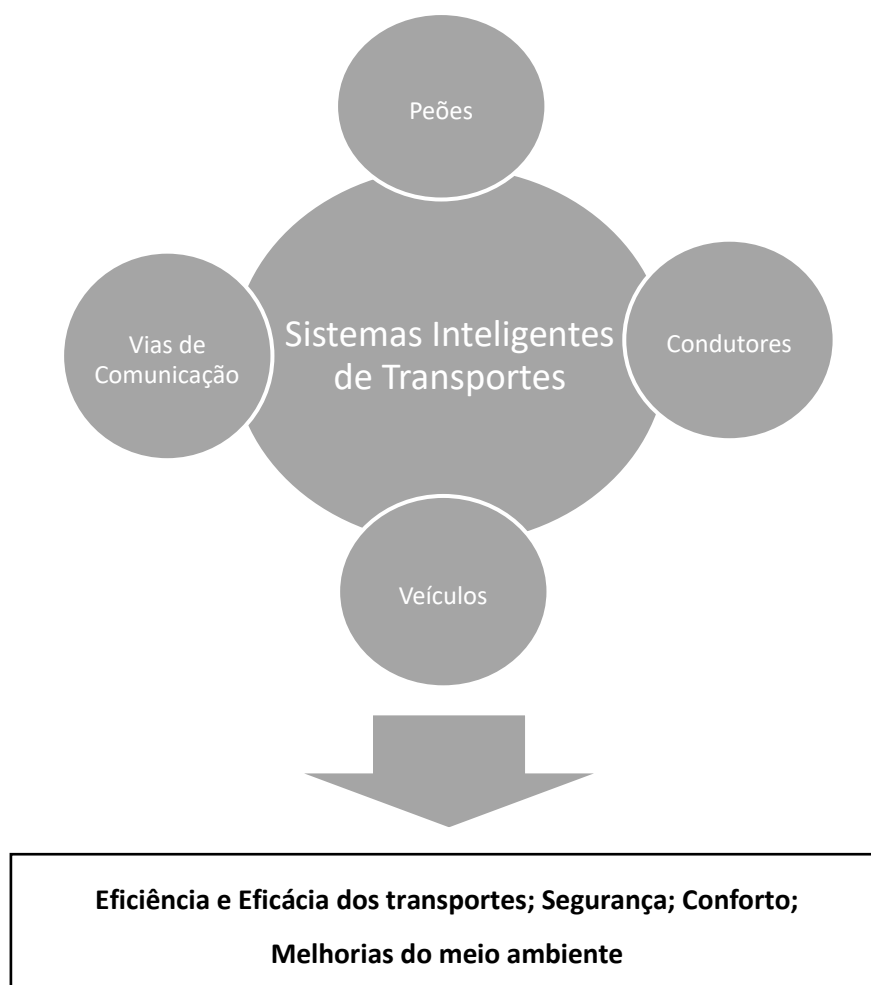 Peões
Sistemas Inteligentes
de Transportes
Vias de
Comunicação
Condutores
Veículos
Eficiência e Eficácia dos transportes; Segurança; Conforto;
Melhorias do meio ambiente